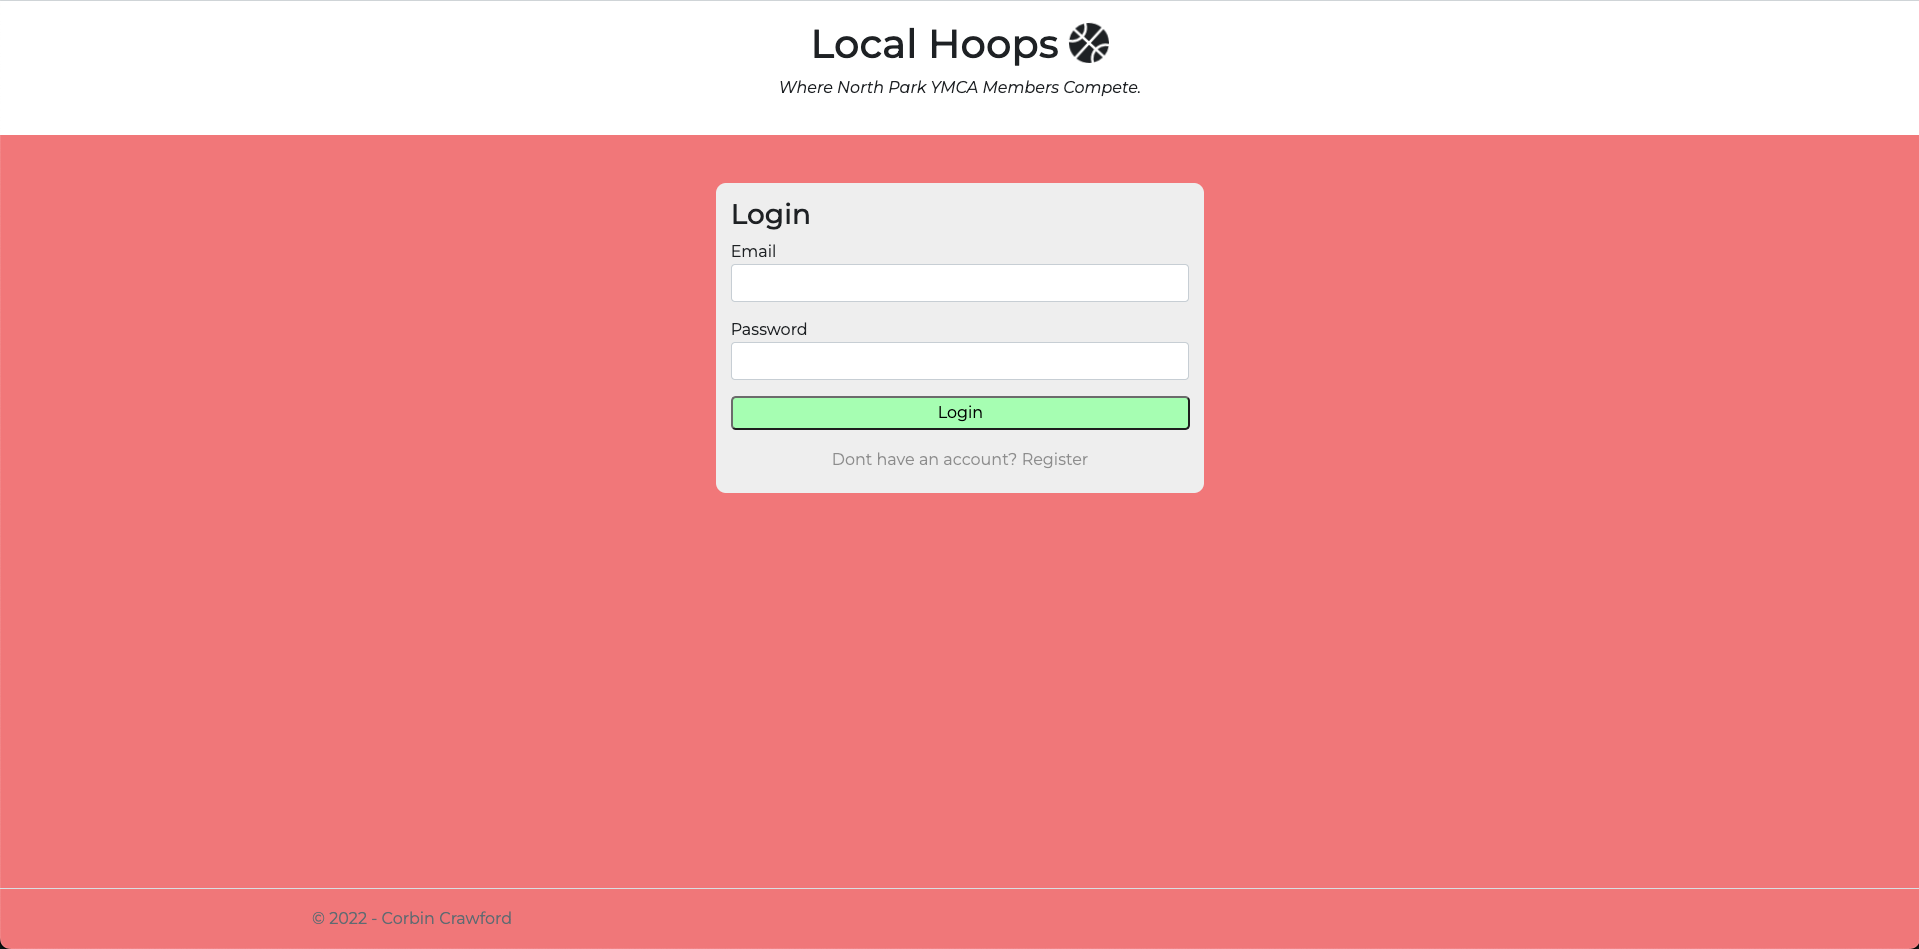 Local Hoops
Where North Park YMCA Members Compete.
Login
Email
Password
Login
Dont have an account? Register
© 2022 - Corbin Crawford